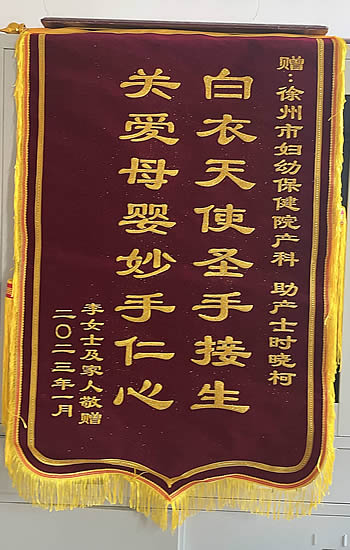 赠：徐州市妇幼保健院产科 助产士时晓柯
白衣天使圣手接生
关爱母婴妙手仁心
李女士及家人敬赠
二〇二三年一月